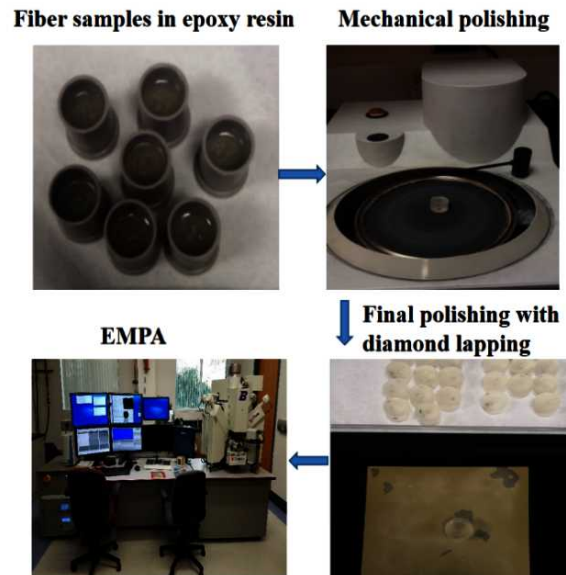 Fiber samples in epoxy resin
Mechanical polishing
Final polishing with
diamond lapping
EMPA